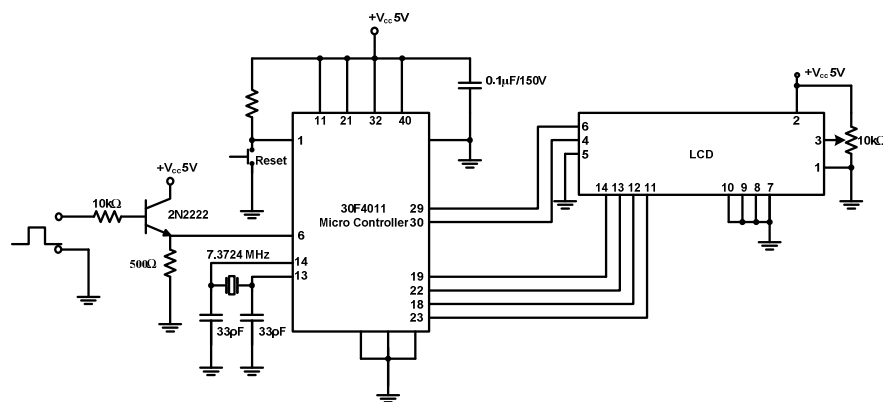 +Vcc 5V
0.1µF/150V
11 21 32 40
1
Reset
+Vcc 5V
10kΩ
2N2222
500Ω
6
7.3724 MHz
14
13
33ρF 33ρF
30F4011
Micro Controller
29
30
19
22
18
23
+Vcc 5V
2
6
4
5
3
10kΩ
LCD
1
14 13 12 11
10 9 8 7